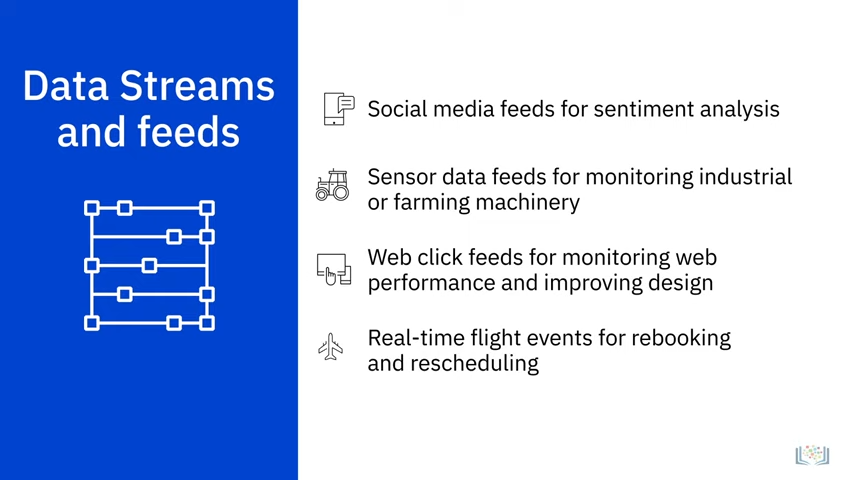 Data Streams
and feeds
Social media feeds for sentiment analysis
Sensor data feeds for monitoring industrial
or farming machinery
Web click feeds for monitoring web
performance and improving design
Real-time flight events for rebooking
and rescheduling